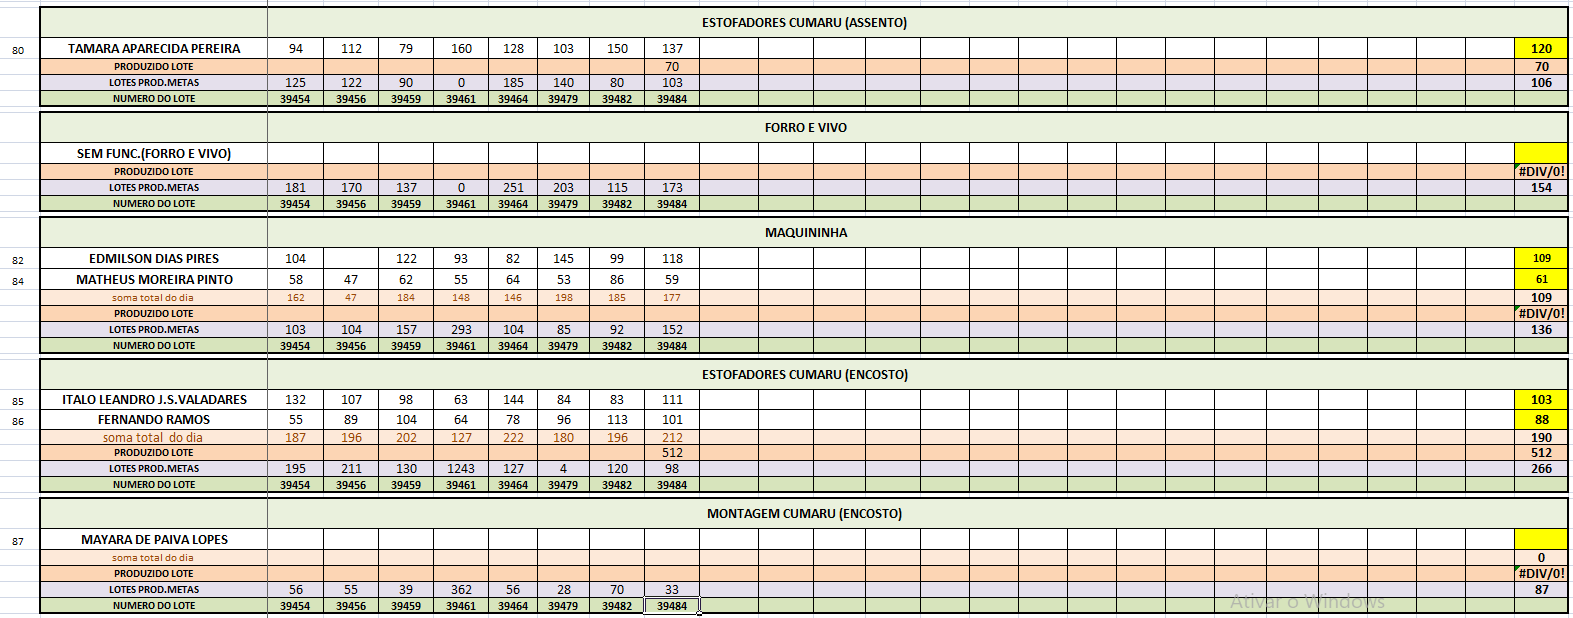 ESTOFADORES CUMARU (ASSENTO)
80 TAMARA APARECIDA PEREIRA 94 112 79 160 128 103 150 137 120
PRODUZIDO LOTE 70 70
LOTES PROD.METAS 125 122 90 0 185 140 80 103 106
NUMERO DO LOTE 39454 39456 39459 39461 39464 39479 39482 39484
FORRO E VIVO
SEM FUNC.(FORRO E VIVO)
PRODUZIDO LOTE #DIV/0!
LOTES PROD.METAS 181 170 137 0 251 203 115 173 154
NUMERO DO LOTE 39454 39456 39459 39461 39464 39479 39482 39484
MAQUININHA
82 EDMILSON DIAS PIRES 104 122 93 82 145 99 118 109
84 MATHEUS MOREIRA PINTO 58 47 62 55 64 53 86 59 61
soma total do dia 162 47 184 148 146 198 185 177 109
PRODUZIDO LOTE #DIV/0!
LOTES PROD.METAS 103 104 157 293 104 85 92 152 136
NUMERO DO LOTE 39454 39456 39459 39461 39464 39479 39482 39484
ESTOFADORES CUMARU (ENCOSTO)
85 ITALO LEANDRO J.S.VALADARES 132 107 98 63 144 84 83 111 103
86 FERNANDO RAMOS 55 89 104 64 78 96 113 101 88
soma total do dia 187 196 202 127 222 180 196 212 190
PRODUZIDO LOTE 512 512
LOTES PROD.METAS 195 211 130 1243 127 4 120 98 266
NUMERO DO LOTE 39454 39456 39459 39461 39464 39479 39482 39484
MONTAGEM CUMARU (ENCOSTO)
87 MAYARA DE PAIVA LOPES
soma total do dia 0
PRODUZIDO LOTE #DIV/0!
LOTES PROD.METAS 56 55 39 362 56 28 70 33 87
NUMERO DO LOTE 39454 39456 39459 39461 39464 39479 39482 39484
Ativar o Windows